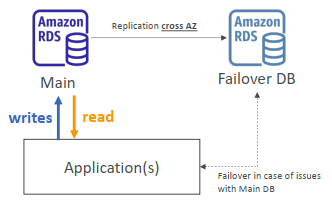 Amazon
RDS
Replication cross AZ
Amazon
RDS
Main
Failover DB
writes
read
Application(s)
Failover in case of issues
with Main DB